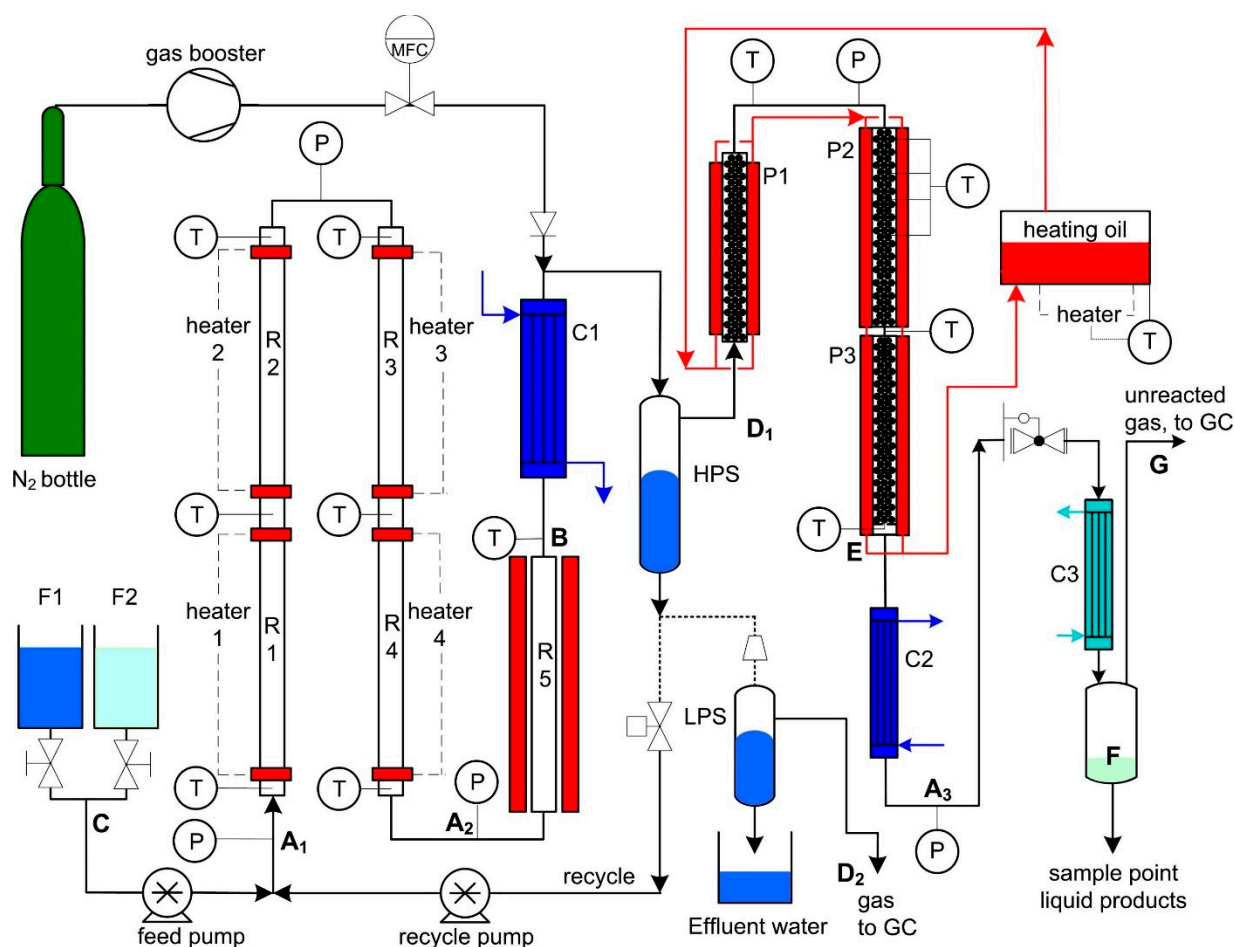 gas booster
MFC
N2 bottle
P
T
T
R
2
R
3
heater
2
heater
3
T
T
R
1
R
4
heater
1
heater
4
T
T
P
A1
P
A2
F1
F2
C
feed pump
recycle pump
recycle
C1
T
B
R
5
HPS
D1
LPS
Effluent water
D2
gas
to GC
T
P
P1
P2
T
P3
T
T
E
heating oil
heater
T
C2
A3
P
unreacted
gas, to GC
G
C3
F
sample point
liquid products